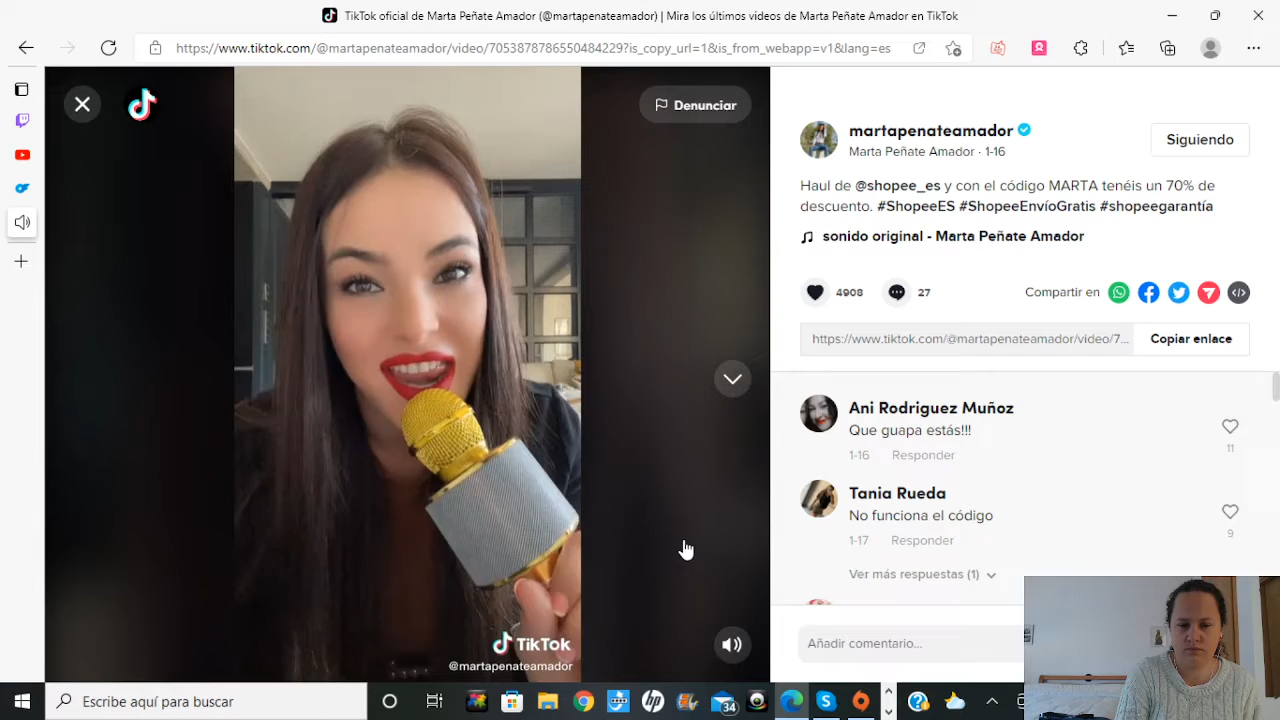 TikTok oficial de Marta Peñate Amador (@martapenateamador) | Mira los últimos videos de Marta Peñate Amador en TikTok
https://www.tiktok.com/@martapenateamador/video/7053878786550484229?is_copy_url=1&is_from_webapp=v1&lang=es
Denunciar
martapenateamador
Marta Peñate Amador · 1-16
Siguiendo
Haul de @shopee_es y con el código MARTA tenéis un 70% de
descuento. #ShopeeES #ShopeeEnvíoGratis #shopeegarantía
sonido original - Marta Peñate Amador
4908
27
Compartir en
https://www.tiktok.com/@martapenateamador/video/7...
Copiar enlace
Ani Rodriguez Muñoz
Que guapa estás!!!
1-16 Responder
11
Tania Rueda
No funciona el código
1-17 Responder
9
Ver más respuestas (1)
Añadir comentario...
TikTok
@martapenateamador
Escribe aquí para buscar
34